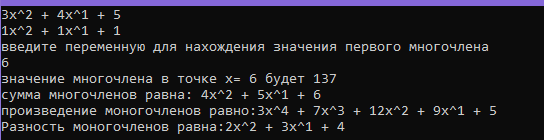 3x^2 + 4x^1 + 5
1x^2 + 1x^1 + 1
введите переменную для нахождения значения первого многочлена
6
значение многочлена в точке x= 6 будет 137
сумма многочленов равна: 4x^2 + 5x^1 + 6
произведение моногочленов равно:3x^4 + 7x^3 + 12x^2 + 9x^1 + 5
Разность моногочленов равна:2x^2 + 3x^1 + 4